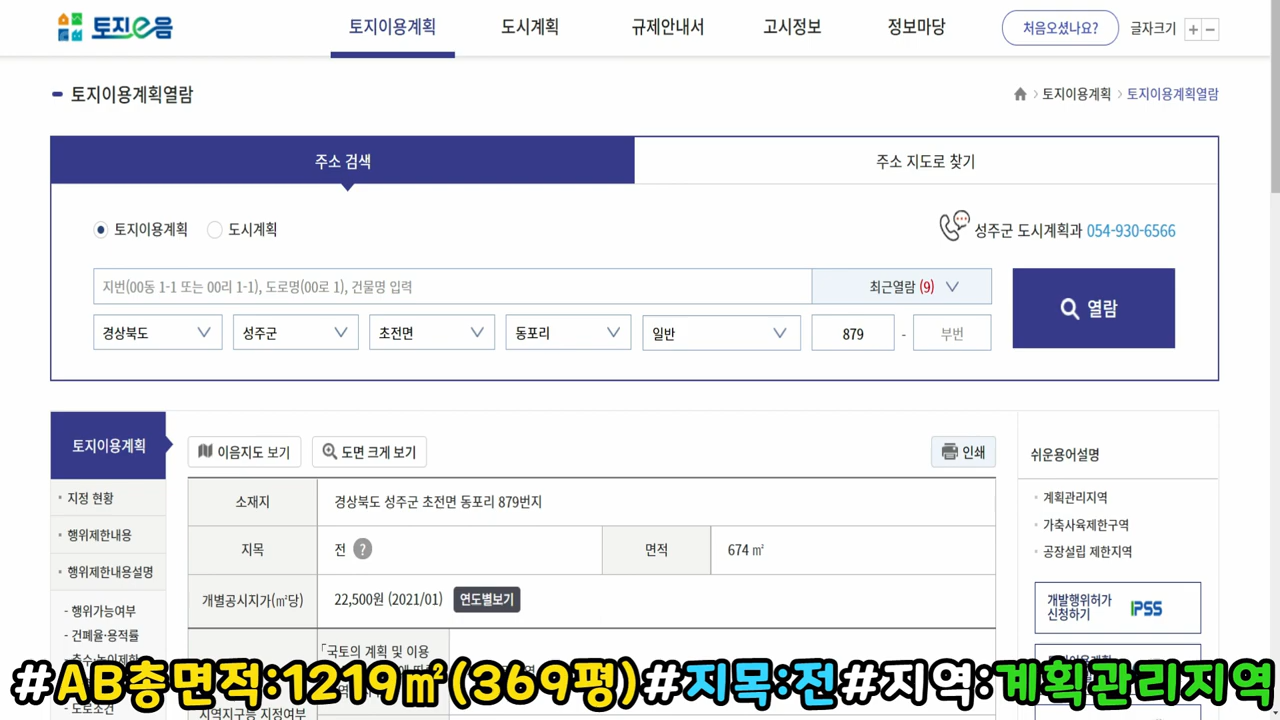 토지e음
토지이용계획 도시계획 규제안내서 고시정보 정보마당
처음오셨나요? 글자크기 + -
토지이용계획열람
토지이용계획 > 토지이용계획열람
주소 검색
주소 지도로 찾기
토지이용계획 도시계획
성주군 도시계획과 054-930-6566
지번(00동 1-1 또는 00리 1-1), 도로명(00로 1), 건물명 입력
최근열람 (9)
열람
경상북도 성주군 초전면 동포리 일반 879 - 부번
토지이용계획
이음지도 보기 도면 크게 보기
인쇄
쉬운용어설명
지정 현황
행위제한내용
행위제한내용설명
- 행위가능여부
- 건폐율·용적률
- 도로조건
소재지 경상북도 성주군 초전면 동포리 879번지
지목 전 ? 면적 674 ㎡
개별공시지가(㎡당) 22,500원 (2021/01) 연도별보기
「국토의 계획 및 이용
지역지구등 지정여부
계획관리지역
가축사육제한구역
공장설립 제한지역
개발행위허가
신청하기
IPSS
#AB총면적:1219㎡(369평)#지목:전#지역:계획관리지역